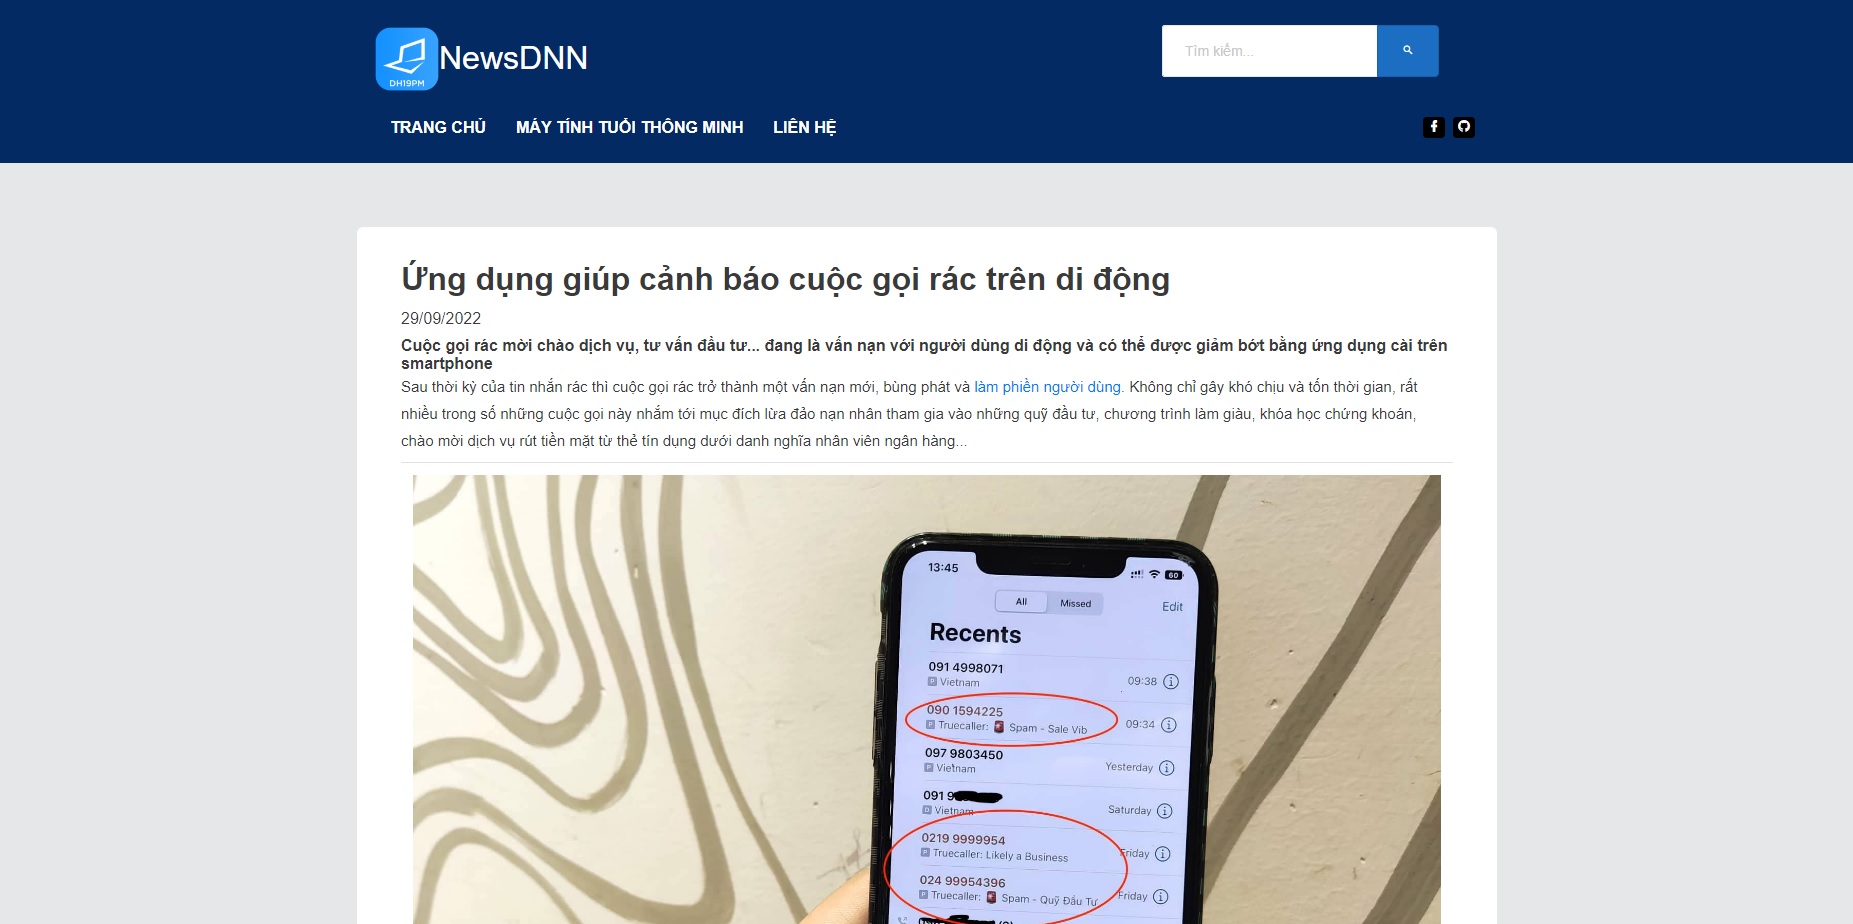 NewsDNN
DH19PM
Tìm kiếm...
TRANG CHỦ MÁY TÍNH TUỔI THÔNG MINH LIÊN HỆ
Ứng dụng giúp cảnh báo cuộc gọi rác trên di động
29/09/2022
Cuộc gọi rác mời chào dịch vụ, tư vấn đầu tư... đang là vấn nạn với người dùng di động và có thể được giảm bớt bằng ứng dụng cài trên
smartphone
Sau thời kỳ của tin nhắn rác thì cuộc gọi rác trở thành một vấn nạn mới, bùng phát và làm phiền người dùng. Không chỉ gây khó chịu và tốn thời gian, rất
nhiều trong số những cuộc gọi này nhắm tới mục đích lừa đảo nạn nhân tham gia vào những quỹ đầu tư, chương trình làm giàu, khóa học chứng khoán,
chào mời dịch vụ rút tiền mặt từ thẻ tín dụng dưới danh nghĩa nhân viên ngân hàng...
13:45
60
All Missed
Edit
Recents
091 4998071
P Vietnam 09:38
090 1594225
P Truecaller: Spam - Sale Vib 09:34
097 9803450
P Vietnam Yesterday
091 9
Vietnam Saturday
0219 9999954
P Truecaller: Likely a Business Friday
024 99954396
P Truecaller: Spam - Quỹ Đầu Tư Friday